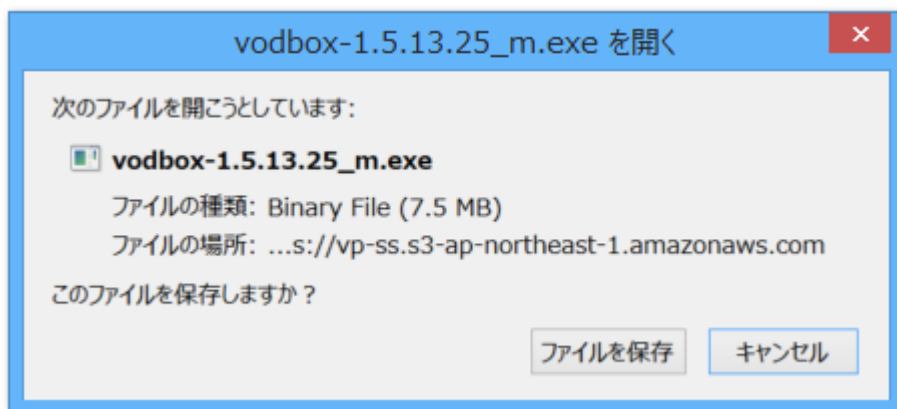 vodbox-1.5.13.25_m.exe を開く
次のファイルを開こうとしています:
vodbox-1.5.13.25_m.exe
ファイルの種類: Binary File (7.5 MB)
ファイルの場所: ...s://vp-ss.s3-ap-northeast-1.amazonaws.com
このファイルを保存しますか？
ファイルを保存 キャンセル